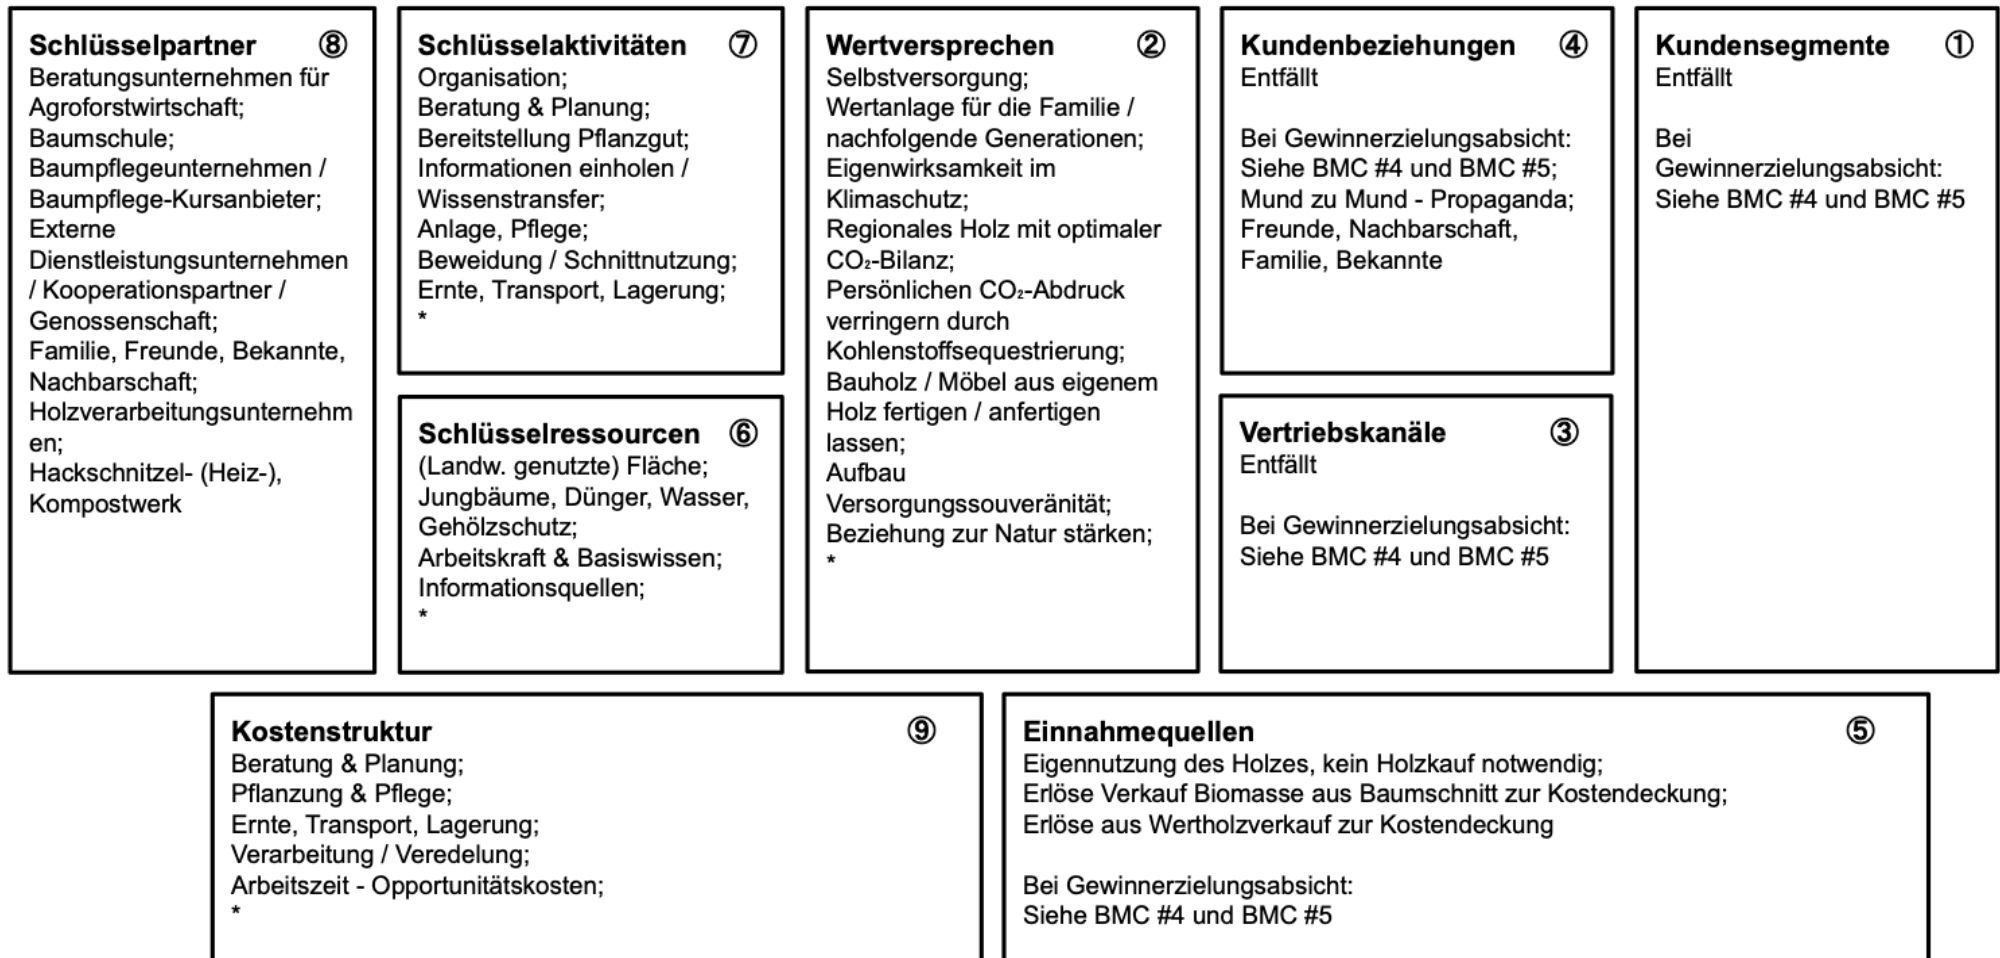 Schlüsselpartner ⑧
Beratungsunternehmen für
Agroforstwirtschaft;
Baumschule;
Baumpflegeunternehmen /
Baumpflege-Kursanbieter;
Externe
Dienstleistungsunternehmen
/ Kooperationspartner /
Genossenschaft;
Familie, Freunde, Bekannte,
Nachbarschaft;
Holzverarbeitungsunternehm
en;
Hackschnitzel- (Heiz-),
Kompostwerk
Schlüsselaktivitäten ⑦
Organisation;
Beratung & Planung;
Bereitstellung Pflanzgut;
Informationen einholen /
Wissenstransfer;
Anlage, Pflege;
Beweidung / Schnittnutzung;
Ernte, Transport, Lagerung;
*
Schlüsselressourcen ⑥
(Landw. genutzte) Fläche;
Jungbäume, Dünger, Wasser,
Gehölzschutz;
Arbeitskraft & Basiswissen;
Informationsquellen;
*
Wertversprechen ②
Selbstversorgung;
Wertanlage für die Familie /
nachfolgende Generationen;
Eigenwirksamkeit im
Klimaschutz;
Regionales Holz mit optimaler
CO₂-Bilanz;
Persönlichen CO₂-Abdruck
verringern durch
Kohlenstoffsequestrierung;
Bauholz / Möbel aus eigenem
Holz fertigen / anfertigen
lassen;
Aufbau
Versorgungssouveränität;
Beziehung zur Natur stärken;
*
Kundenbeziehungen ④
Entfällt
Bei Gewinnerzielungsabsicht:
Siehe BMC #4 und BMC #5;
Mund zu Mund - Propaganda;
Freunde, Nachbarschaft,
Familie, Bekannte
Vertriebskanäle ③
Entfällt
Bei Gewinnerzielungsabsicht:
Siehe BMC #4 und BMC #5
Kundensegmente ①
Entfällt
Bei
Gewinnerzielungsabsicht:
Siehe BMC #4 und BMC #5
Kostenstruktur ⑨
Beratung & Planung;
Pflanzung & Pflege;
Ernte, Transport, Lagerung;
Verarbeitung / Veredelung;
Arbeitszeit - Opportunitätskosten;
*
Einnahmequellen ⑤
Eigennutzung des Holzes, kein Holzkauf notwendig;
Erlöse Verkauf Biomasse aus Baumschnitt zur Kostendeckung;
Erlöse aus Wertholzverkauf zur Kostendeckung
Bei Gewinnerzielungsabsicht:
Siehe BMC #4 und BMC #5